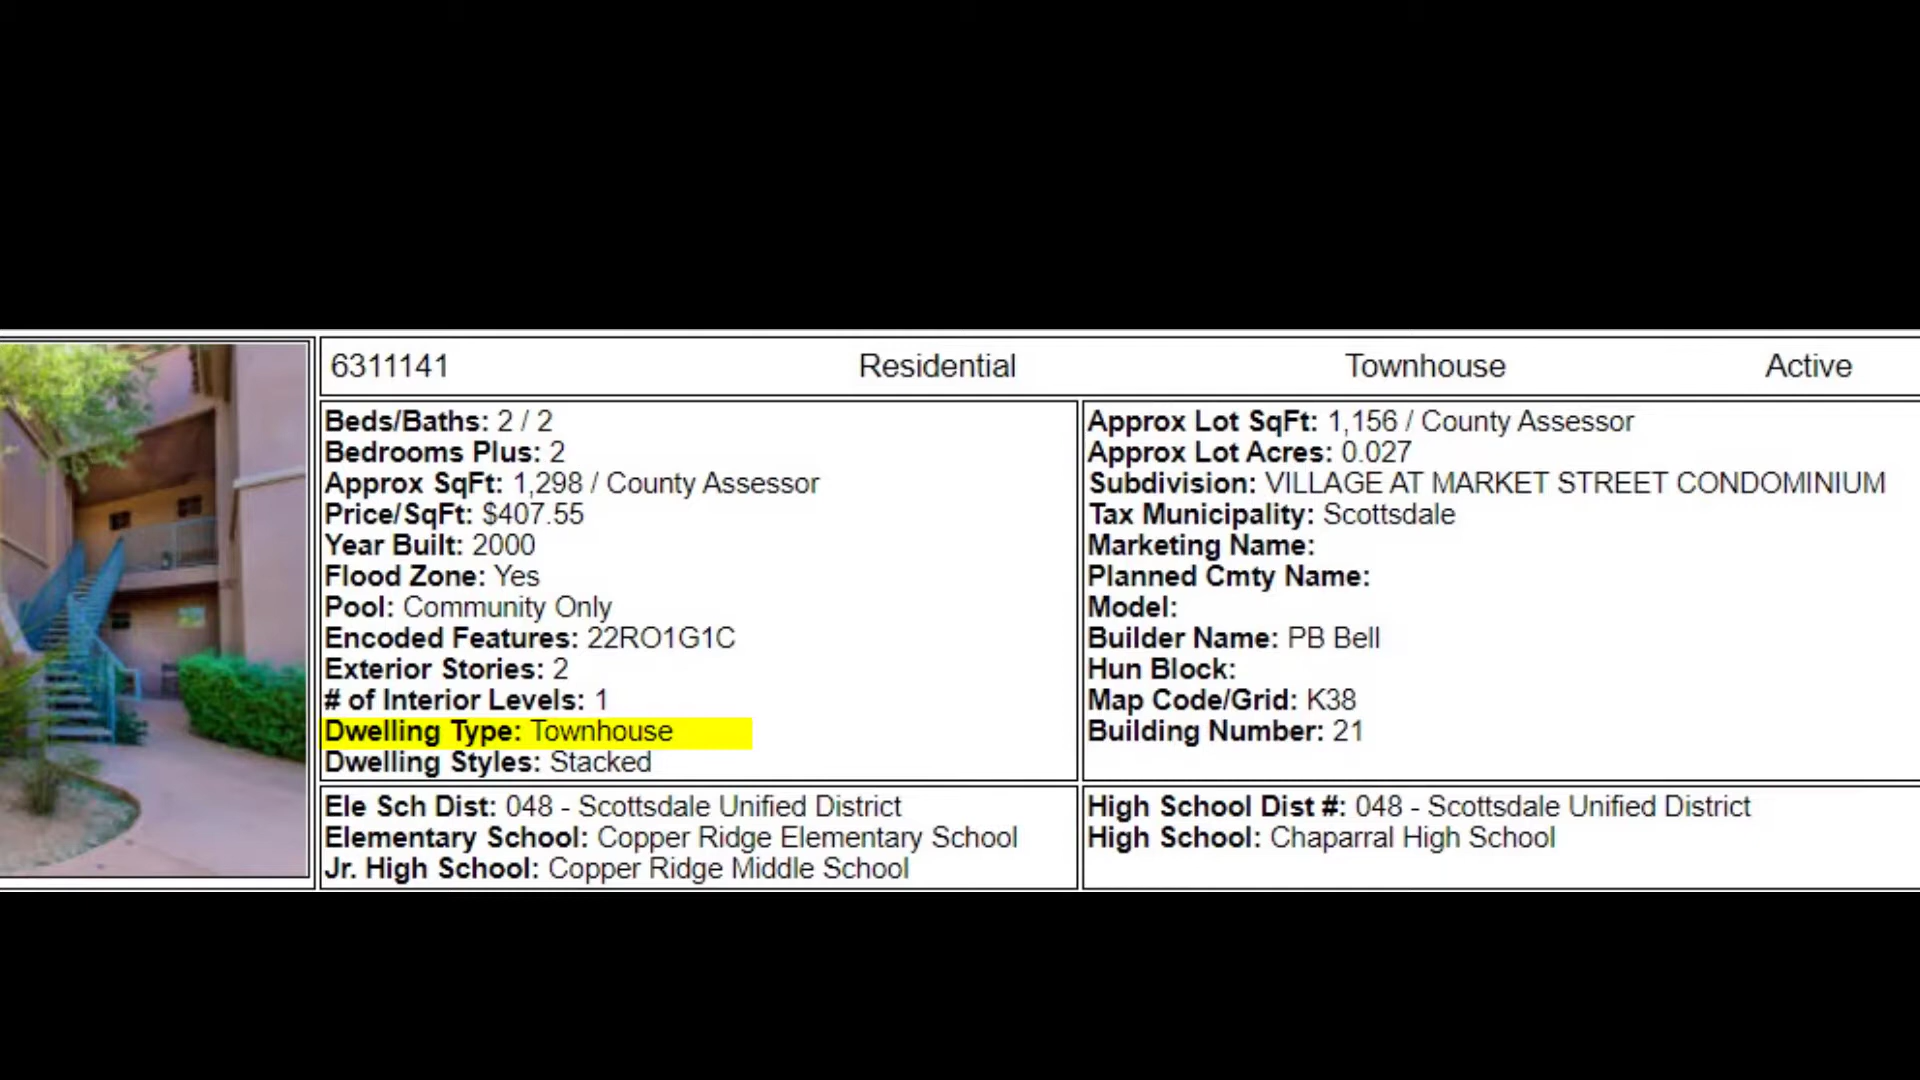 6311141 Residential Townhouse Active
Beds/Baths: 2 / 2
Bedrooms Plus: 2
Approx SqFt: 1,298 / County Assessor
Price/SqFt: $407.55
Year Built: 2000
Flood Zone: Yes
Pool: Community Only
Encoded Features: 22RO1G1C
Exterior Stories: 2
# of Interior Levels: 1
Dwelling Type: Townhouse
Dwelling Styles: Stacked
Approx Lot SqFt: 1,156 / County Assessor
Approx Lot Acres: 0.027
Subdivision: VILLAGE AT MARKET STREET CONDOMINIUM
Tax Municipality: Scottsdale
Marketing Name:
Planned Cmty Name:
Model:
Builder Name: PB Bell
Hun Block:
Map Code/Grid: K38
Building Number: 21
Ele Sch Dist: 048 - Scottsdale Unified District
Elementary School: Copper Ridge Elementary School
Jr. High School: Copper Ridge Middle School
High School Dist #: 048 - Scottsdale Unified District
High School: Chaparral High School